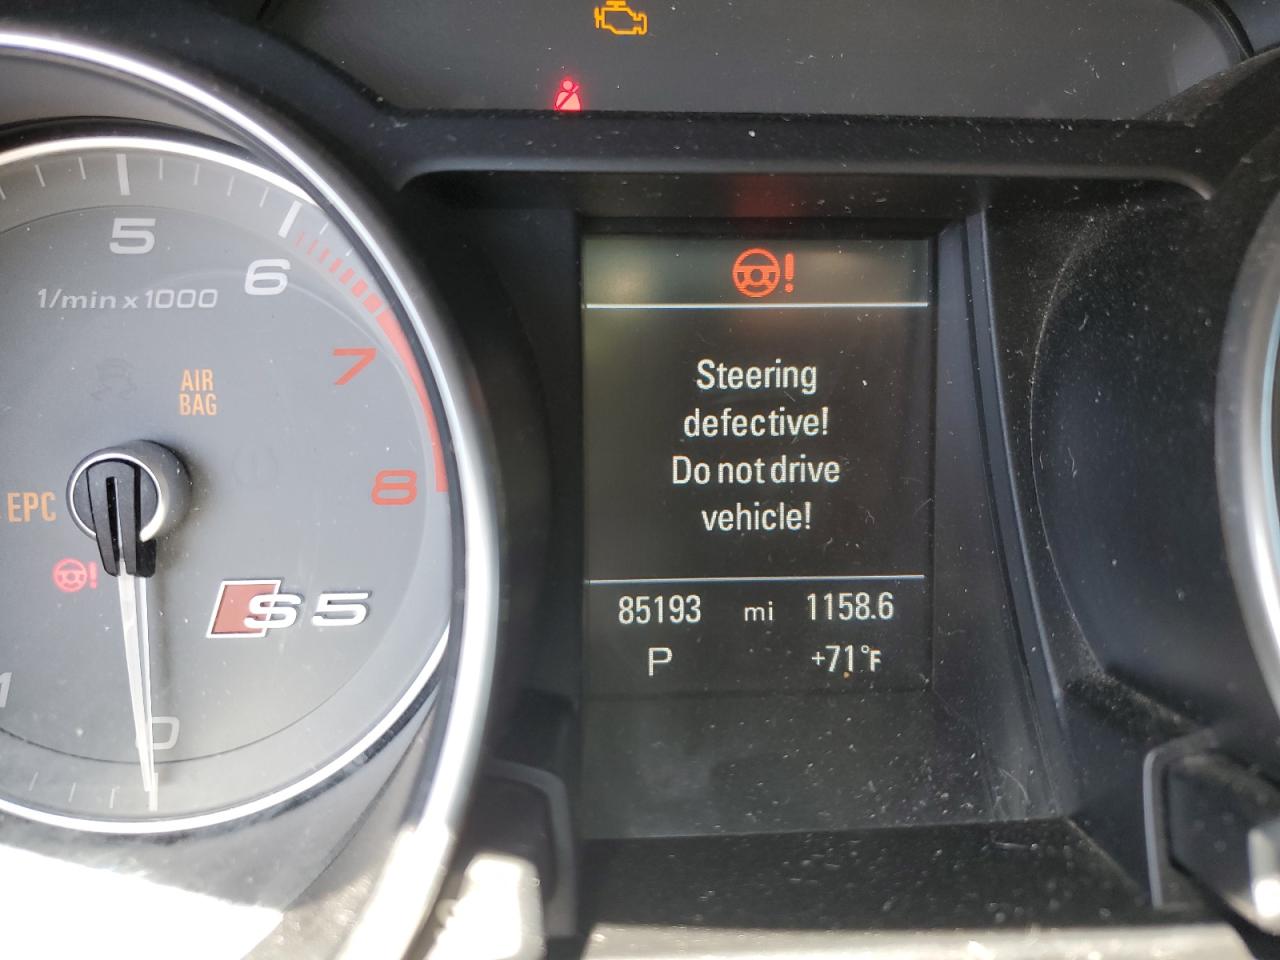 5
6
1/min x 1000
7
AIR
BAG
8
EPC
S5
1
0
Steering
defective!
Do not drive
vehicle!
85193 mi 1158.6
P +71°F